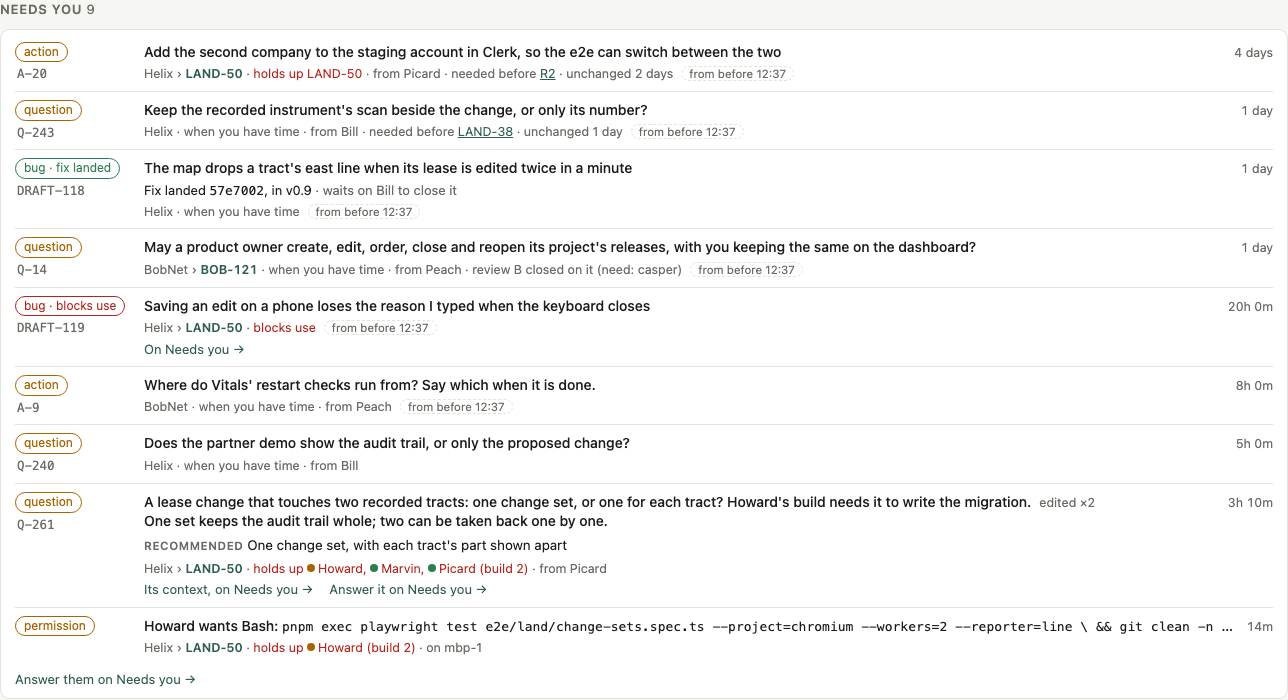 NEEDS YOU 9
action
Add the second company to the staging account in Clerk, so the e2e can switch between the two
4 days
A-20
Helix › LAND-50 · holds up LAND-50 · from Picard · needed before R2 · unchanged 2 days from before 12:37
question
Keep the recorded instrument's scan beside the change, or only its number?
1 day
Q-243
Helix · when you have time · from Bill · needed before LAND-38 · unchanged 1 day from before 12:37
bug · fix landed
The map drops a tract's east line when its lease is edited twice in a minute
1 day
DRAFT-118
Fix landed 57e7002, in v0.9 · waits on Bill to close it
Helix · when you have time from before 12:37
question
May a product owner create, edit, order, close and reopen its project's releases, with you keeping the same on the dashboard?
1 day
Q-14
BobNet › BOB-121 · when you have time · from Peach · review B closed on it (need: casper) from before 12:37
bug · blocks use
Saving an edit on a phone loses the reason I typed when the keyboard closes
20h 0m
DRAFT-119
Helix › LAND-50 · blocks use from before 12:37
On Needs you →
action
Where do Vitals' restart checks run from? Say which when it is done.
8h 0m
A-9
BobNet · when you have time · from Peach from before 12:37
question
Does the partner demo show the audit trail, or only the proposed change?
5h 0m
Q-240
Helix · when you have time · from Bill
question
A lease change that touches two recorded tracts: one change set, or one for each tract? Howard's build needs it to write the migration. edited ×2
3h 10m
Q-261
One set keeps the audit trail whole; two can be taken back one by one.
RECOMMENDED One change set, with each tract's part shown apart
Helix › LAND-50 · holds up Howard, Marvin, Picard (build 2) · from Picard
Its context, on Needs you → Answer it on Needs you →
permission
Howard wants Bash: pnpm exec playwright test e2e/land/change-sets.spec.ts --project=chromium --workers=2 --reporter=line \ && git clean -n …
14m
Helix › LAND-50 · holds up Howard (build 2) · on mbp-1
Answer them on Needs you →